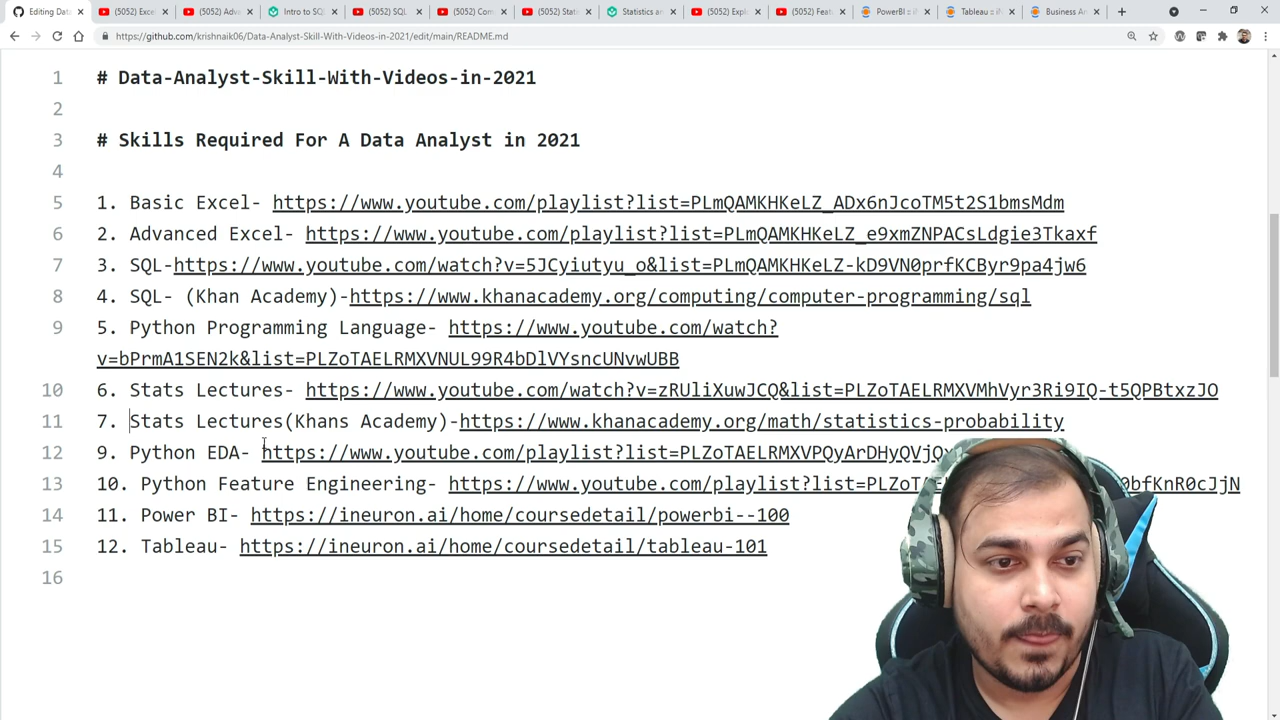 Editing Dat
(5052) Exce
(5052) Adv
Intro to SQ
(5052) SQL
(5052) Con
(5052) Stat
Statistics an
(5052) Explo
(5052) Feat
PowerBI :: iN
Tableau :: iN
Business An
https://github.com/krishnaik06/Data-Analyst-Skill-With-Videos-in-2021/edit/main/README.md
1 # Data-Analyst-Skill-With-Videos-in-2021
2
3 # Skills Required For A Data Analyst in 2021
4
5 1. Basic Excel- https://www.youtube.com/playlist?list=PLmQAMKHKeLZ_ADx6nJcoTM5t2S1bmsMdm
6 2. Advanced Excel- https://www.youtube.com/playlist?list=PLmQAMKHKeLZ_e9xmZNPACsLdgie3Tkaxf
7 3. SQL-https://www.youtube.com/watch?v=5JCyiutyu_o&list=PLmQAMKHKeLZ-kD9VN0prfKCByr9pa4jw6
8 4. SQL- (Khan Academy)-https://www.khanacademy.org/computing/computer-programming/sql
9 5. Python Programming Language- https://www.youtube.com/watch?
v=bPrmA1SEN2k&list=PLZoTAELRMXVNUL99R4bDlVYsncUNvwUBB
10 6. Stats Lectures- https://www.youtube.com/watch?v=zRUliXuwJCQ&list=PLZoTAELRMXVMhVyr3Ri9IQ-t5QPBtxzJO
11 7. Stats Lectures(Khans Academy)-https://www.khanacademy.org/math/statistics-probability
12 9. Python EDA- https://www.youtube.com/playlist?list=PLZoTAELRMXVPQyArDHyQVjQ
13 10. Python Feature Engineering- https://www.youtube.com/playlist?list=PLZoTAE 0bfKnR0cJjN
14 11. Power BI- https://ineuron.ai/home/coursedetail/powerbi--100
15 12. Tableau- https://ineuron.ai/home/coursedetail/tableau-101
16